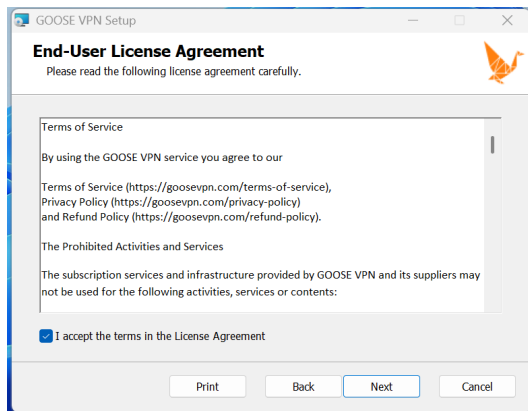 GOOSE VPN Setup
End-User License Agreement
Please read the following license agreement carefully.
Terms of Service
By using the GOOSE VPN service you agree to our
Terms of Service (https://goosevpn.com/terms-of-service),
Privacy Policy (https://goosevpn.com/privacy-policy)
and Refund Policy (https://goosevpn.com/refund-policy).
The Prohibited Activities and Services
The subscription services and infrastructure provided by GOOSE VPN and its suppliers may
not be used for the following activities, services or contents:
I accept the terms in the License Agreement
Print Back Next Cancel